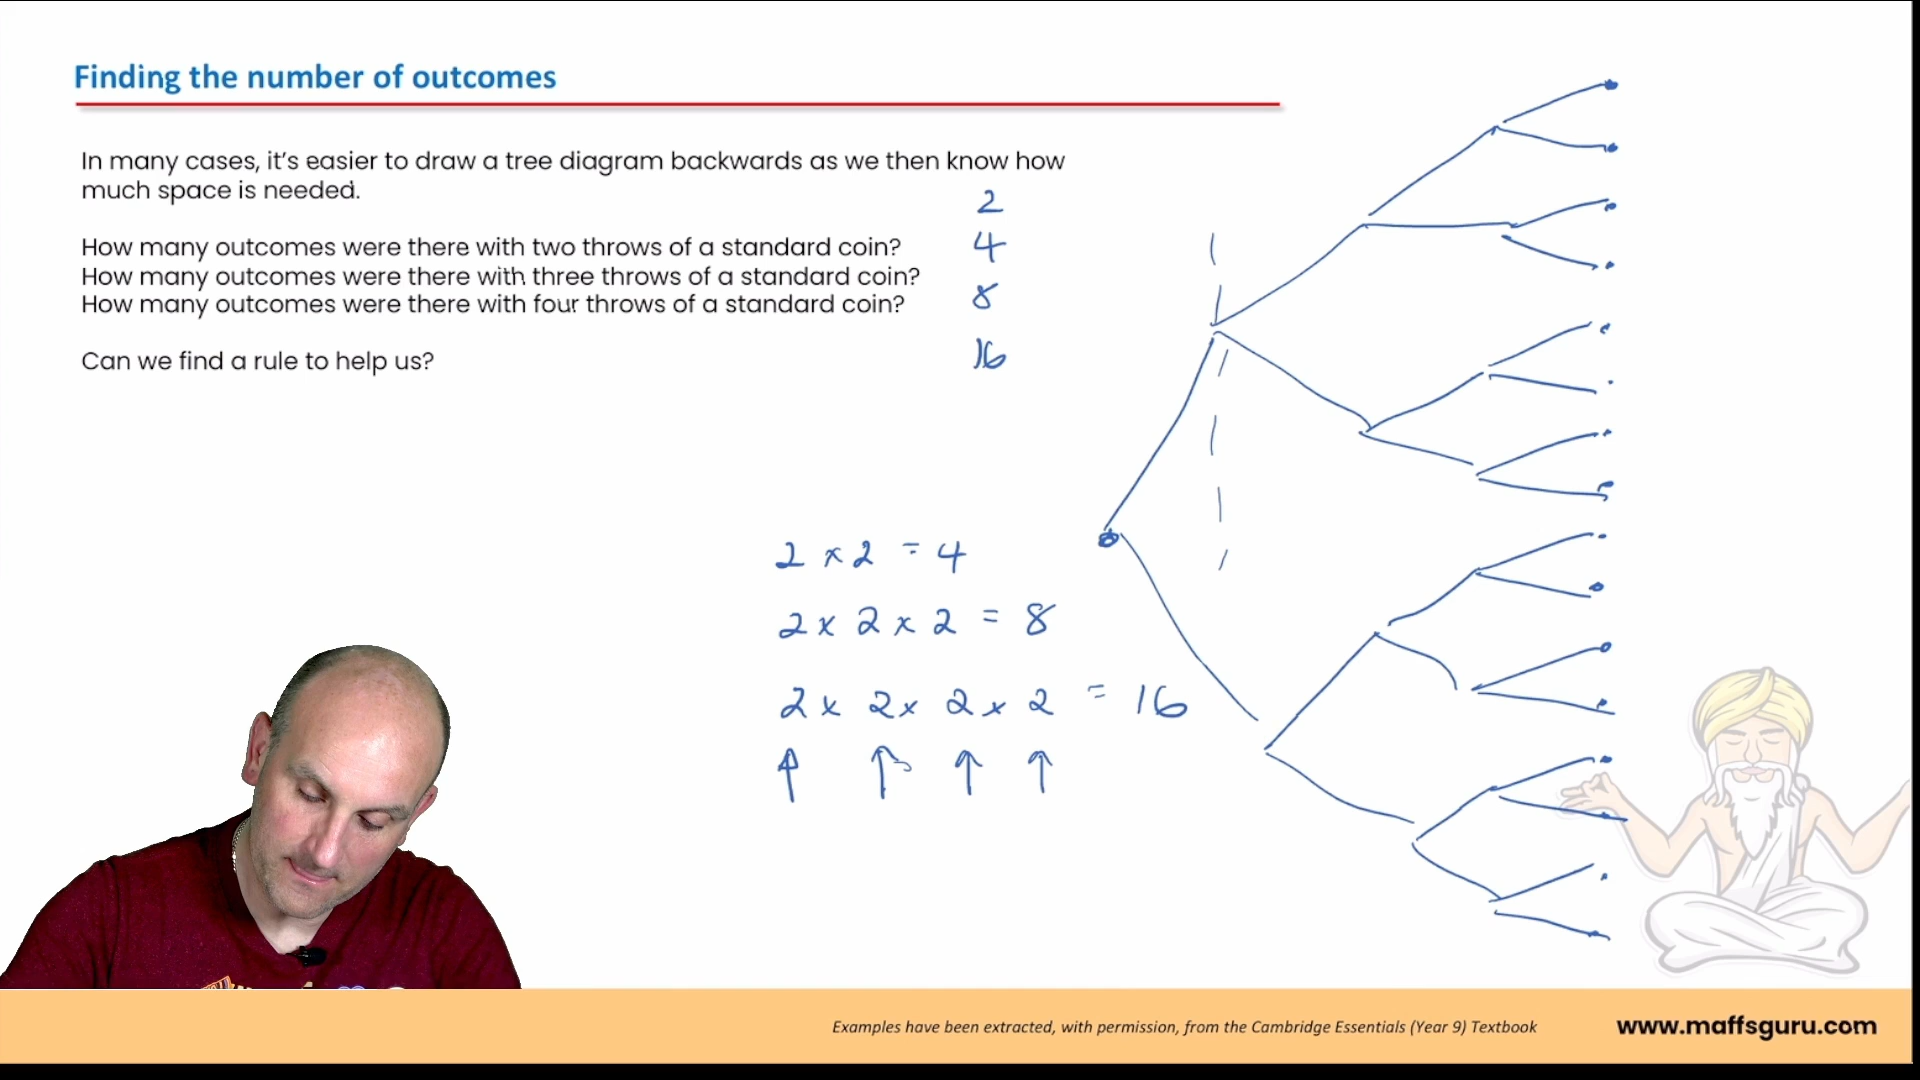 Finding the number of outcomes
In many cases, it's easier to draw a tree diagram backwards as we then know how
much space is needed.
2
How many outcomes were there with two throws of a standard coin? 4
How many outcomes were there with three throws of a standard coin?
How many outcomes were there with four throws of a standard coin? 8
Can we find a rule to help us? 16
2 x 2 = 4
2 x 2 x 2 = 8
2 x 2 x 2 x 2 = 16
Examples have been extracted, with permission, from the Cambridge Essentials (Year 9) Textbook
www.maffsguru.com